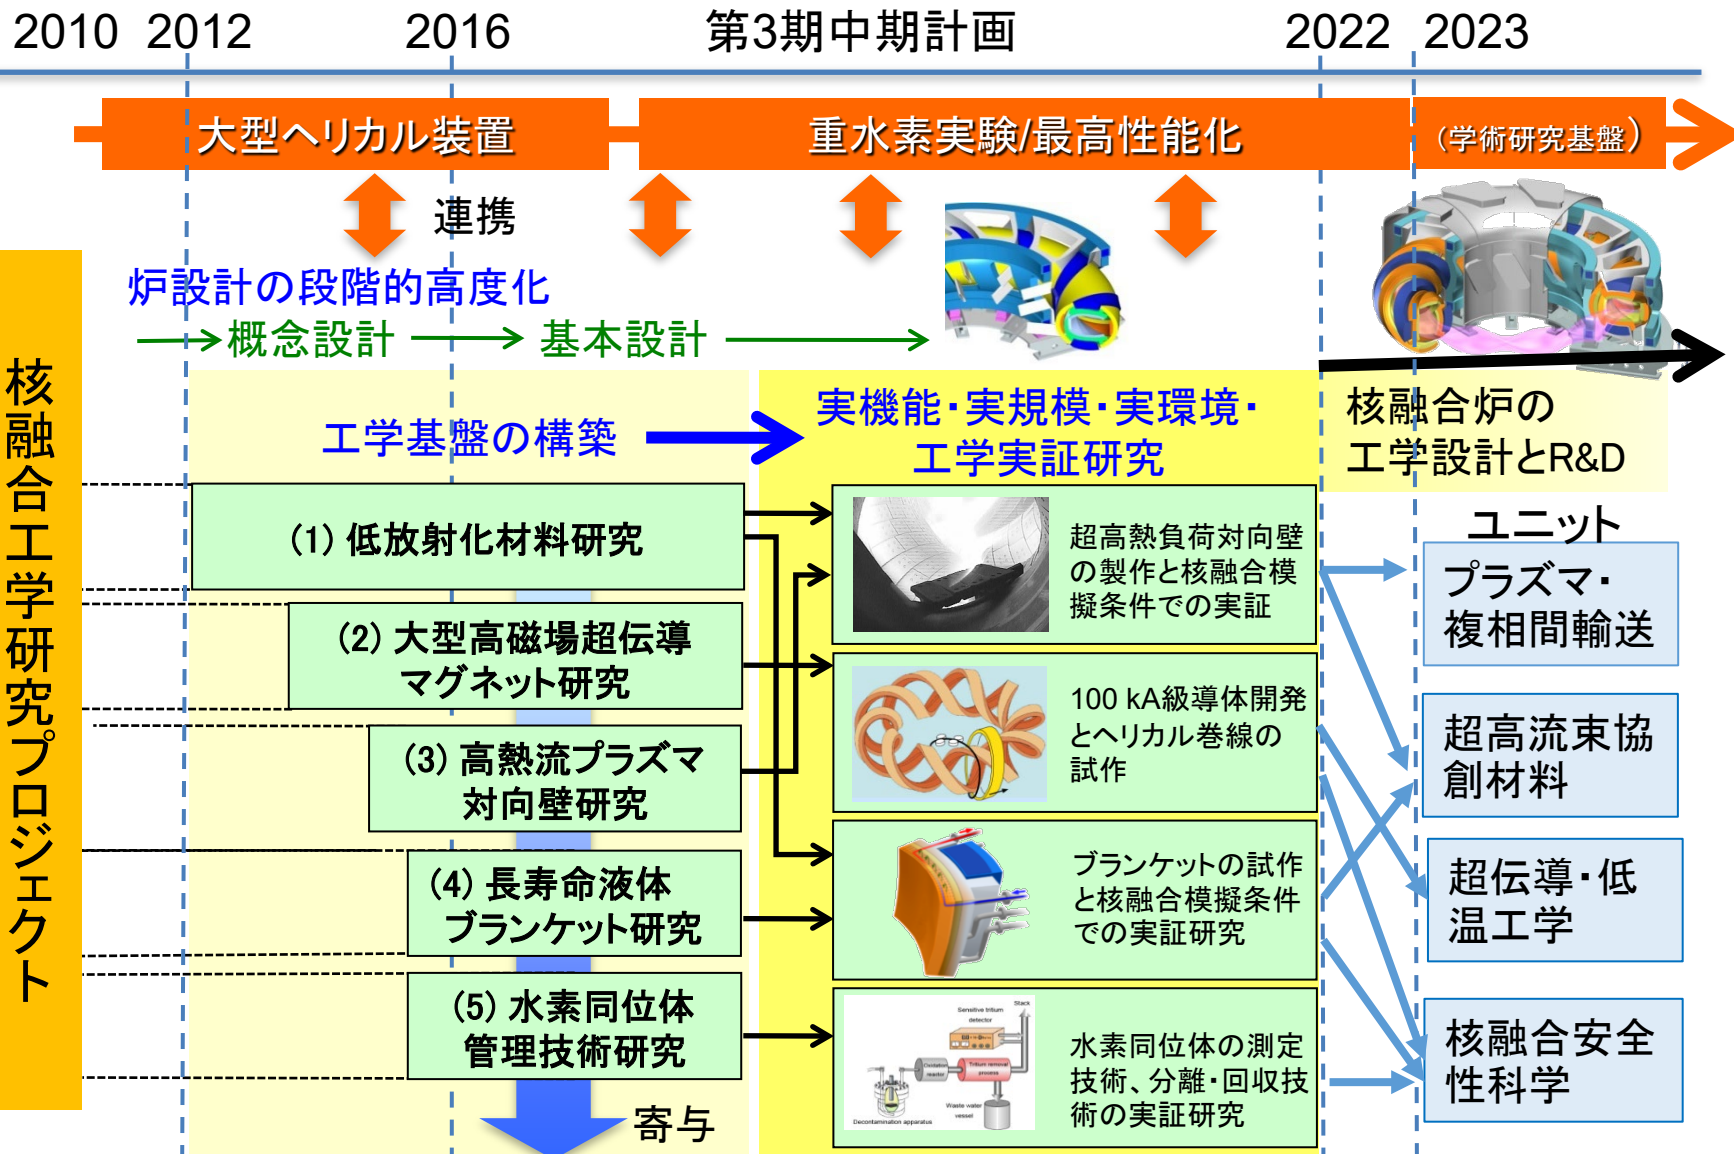 2010 2012 2016 第3期中期計画 2022 2023
大型ヘリカル装置
重水素実験/最高性能化
(学術研究基盤)
連携
炉設計の段階的高度化
概念設計
基本設計
核融合工学研究プロジェクト
工学基盤の構築
実機能・実規模・実環境・
工学実証研究
核融合炉の
工学設計とR&D
(1) 低放射化材料研究
(2) 大型高磁場超伝導
マグネット研究
(3) 高熱流プラズマ
対向壁研究
(4) 長寿命液体
ブランケット研究
(5) 水素同位体
管理技術研究
寄与
超高熱負荷対向壁
の製作と核融合模
擬条件での実証
100 kA級導体開発
とヘリカル巻線の
試作
ブランケットの試作
と核融合模擬条件
での実証研究
Sensitive tritium
detector
Stack
Oxidation
reactor
Tritium removal
process
Waste water
vessel
Decontamination apparatus
水素同位体の測定
技術、分離・回収技
術の実証研究
ユニット
プラズマ・
複相間輸送
超高流束協
創材料
超伝導・低
温工学
核融合安全
性科学